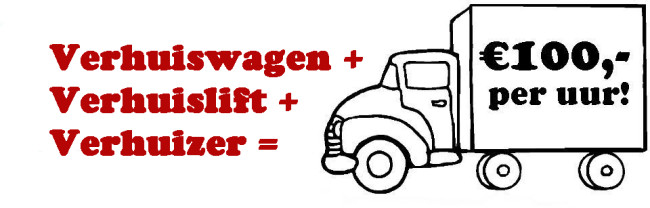 Verhuiswagen +
Verhuislift +
Verhuizer =
€100,-
per uur!